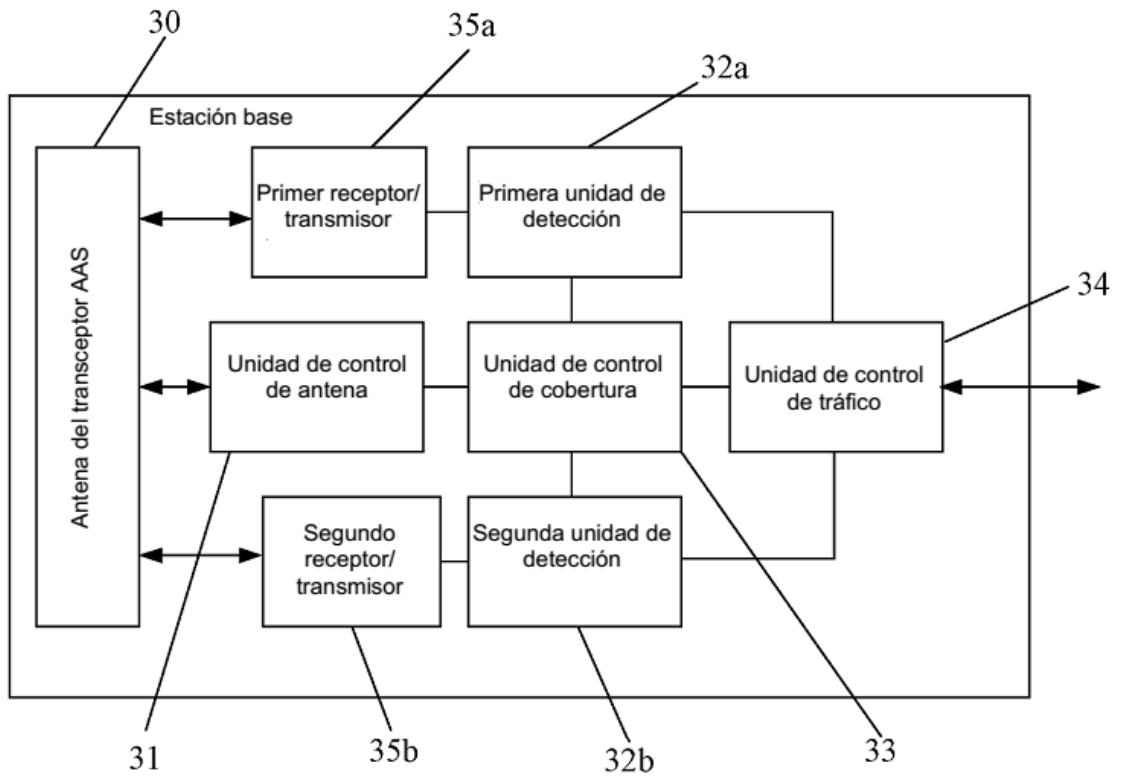 30
35a
32a
Estación base
Primer receptor/
transmisor
Primera unidad de
detección
34
Antena del transceptor AAS
Unidad de control
de antena
Unidad de control
de cobertura
Unidad de control
de tráfico
Segundo
receptor/
transmisor
Segunda unidad de
detección
31
35b
32b
33